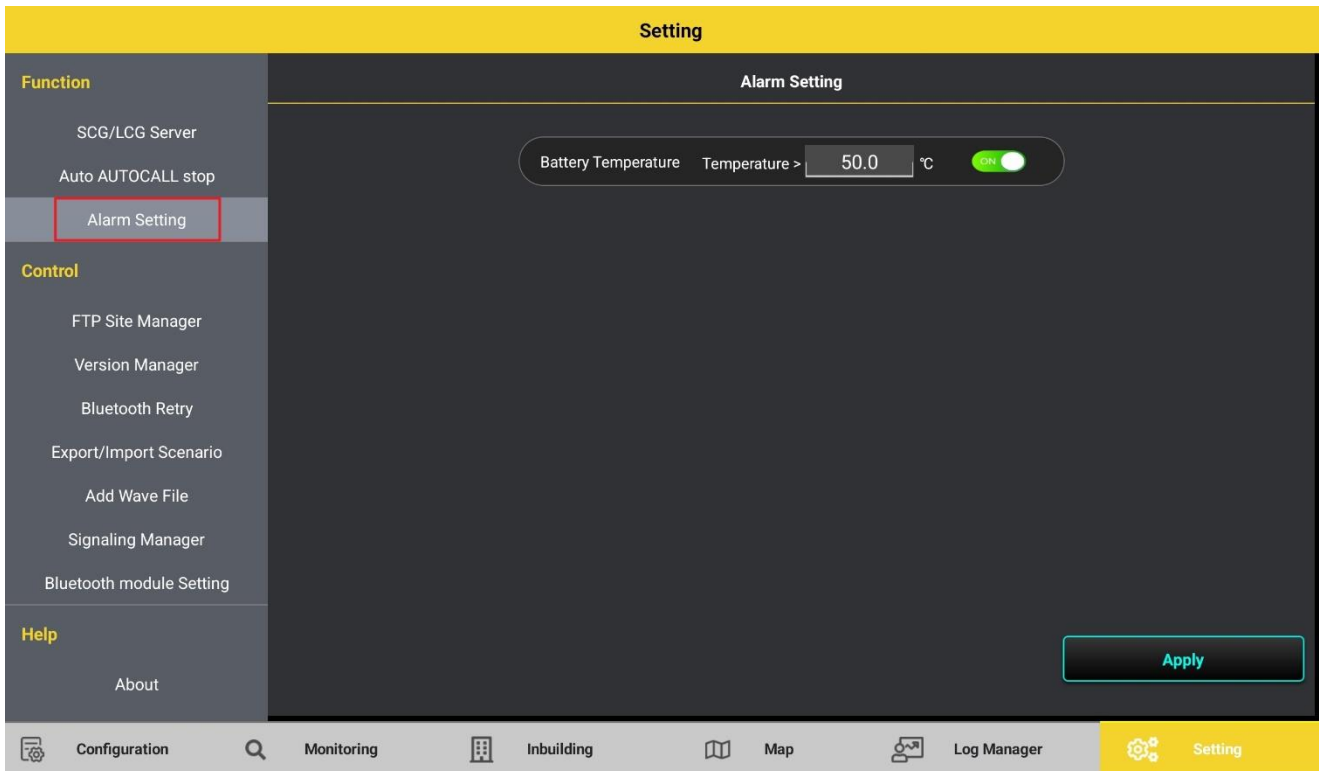 Setting
Function
SCG/LCG Server
Auto AUTOCALL stop
Alarm Setting
Control
FTP Site Manager
Version Manager
Bluetooth Retry
Export/Import Scenario
Add Wave File
Signaling Manager
Bluetooth module Setting
Help
About
Alarm Setting
Battery Temperature Temperature > 50.0 ℃ ON
Apply
Configuration Monitoring Inbuilding Map Log Manager Setting